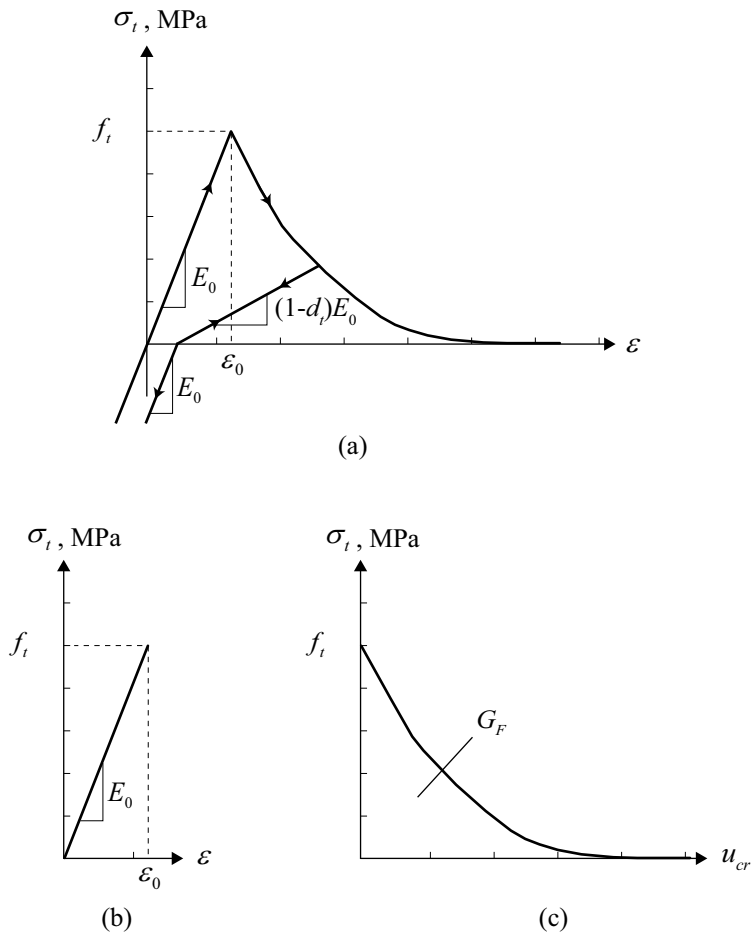 σt , MPa
ft
E0
(1-dt)E0
ε0
ε
E0
(a)
σt , MPa
σt , MPa
ft
ft
GF
E0
ε0
ε
ucr
(b)
(c)